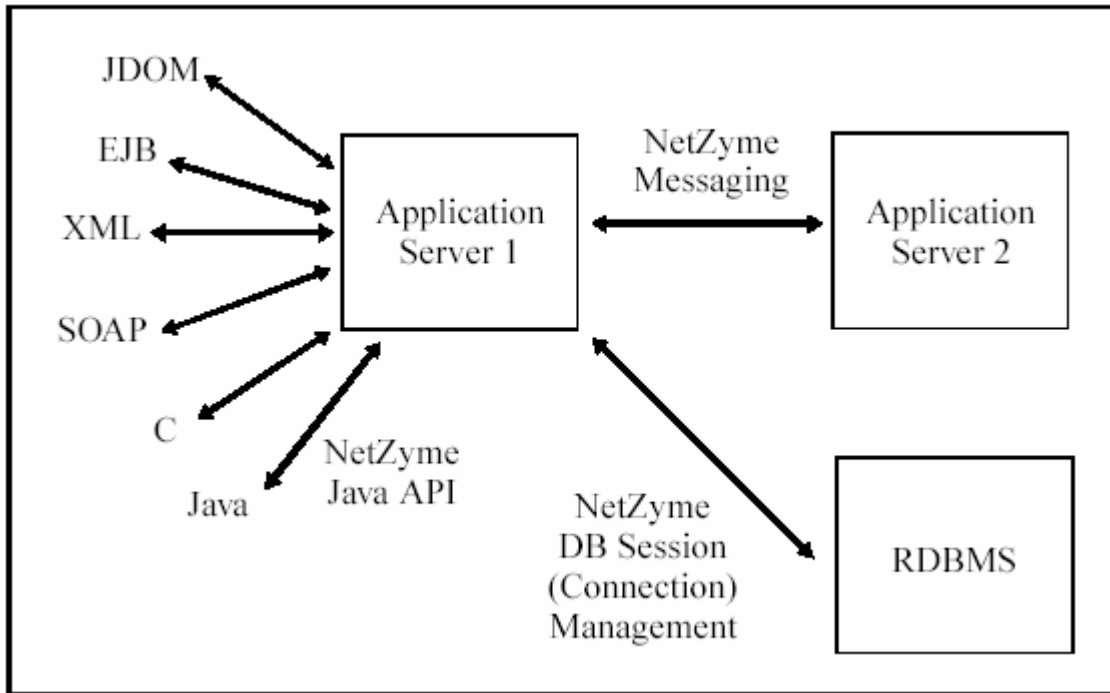 JDOM
EJB
XML
SOAP
C
Java
NetZyme
Java API
Application
Server 1
NetZyme
Messaging
Application
Server 2
NetZyme
DB Session
(Connection)
Management
RDBMS